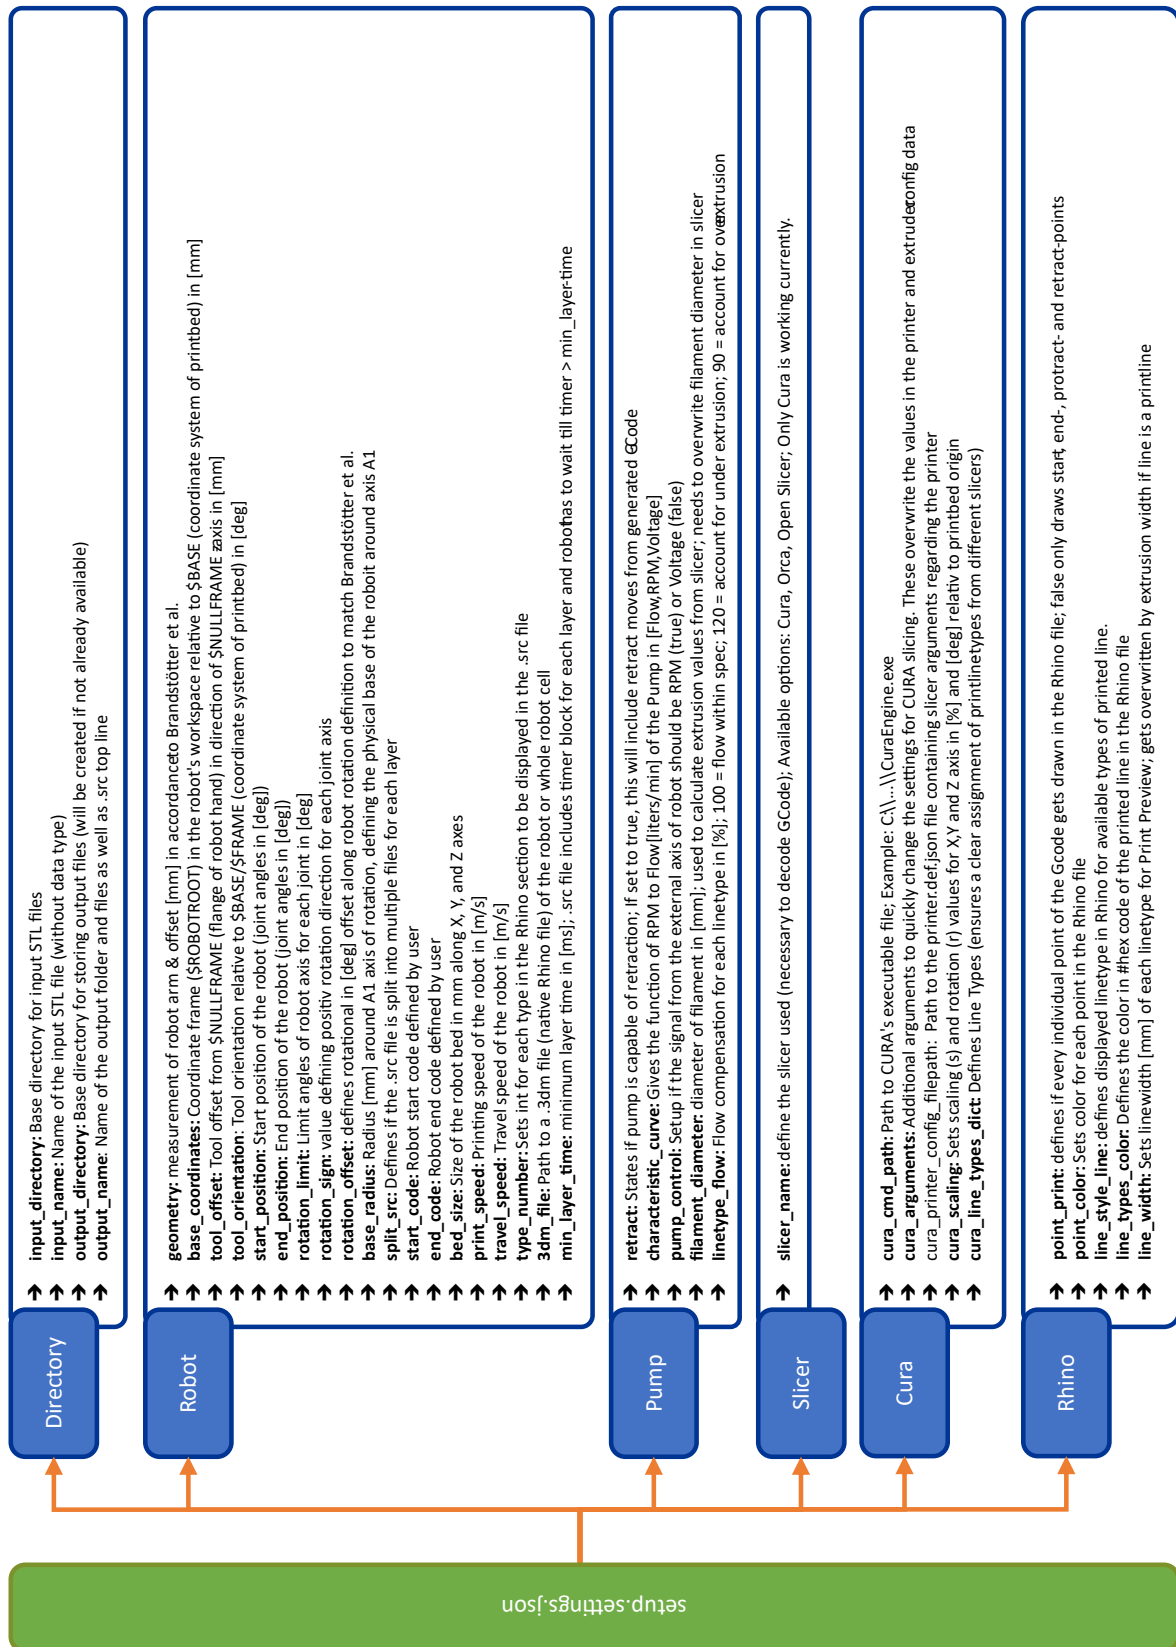 setup.settings.json
Directory
➔ input_directory: Base directory for input STL files
➔ input_name: Name of the input STL file (without data type)
➔ output_directory: Base directory for storing output files (will be created if not already available)
➔ output_name: Name of the output folder and files as well as .src top line
Robot
➔ geometry: measurement of robot arm & offset [mm] in accordanceto Brandstötter et al.
➔ base_coordinates: Coordinate frame ($ROBOTROOT) in the robot's workspace relative to $BASE (coordinate system of printbed) in [mm]
➔ tool_offset: Tool offset from $NULLFRAME (flange of robot hand) in direction of $NULLFRAME zaxis in [mm]
➔ tool_orientation: Tool orientation relative to $BASE/$FRAME (coordinate system of printbed) in [deg]
➔ start_position: Start position of the robot (joint angles in [deg])
➔ end_position: End position of the robot (joint angles in [deg])
➔ rotation_limit: Limit angles of robot axis for each joint in [deg]
➔ rotation_sign: value defining positiv rotation direction for each joint axis
➔ rotation_offset: defines rotational in [deg] offset along robot rotation definition to match Brandstötter et al.
➔ base_radius: Radius [mm] around A1 axis of rotation, defining the physical base of the roboit around axis A1
➔ split_src: Defines if the .src file is split into multiple files for each layer
➔ start_code: Robot start code defined by user
➔ end_code: Robot end code defined by user
➔ bed_size: Size of the robot bed in mm along X, Y, and Z axes
➔ print_speed: Printing speed of the robot in [m/s]
➔ travel_speed: Travel speed of the robot in [m/s]
➔ type_number: Sets int for each type in the Rhino section to be displayed in the .src file
➔ 3dm_file: Path to a .3dm file (native Rhino file) of the robot or whole robot cell
➔ min_layer_time: minimum layer time in [ms]; .src file includes timer block for each layer and robothas to wait till timer > min_layer-time
Pump
➔ retract: States if pump is capable of retraction; If set to true, this will include retract moves from generated GCode
➔ characteristic_curve: Gives the function of RPM to Flow[liters/min] of the Pump in [Flow,RPM,Voltage]
➔ pump_control: Setup if the signal from the external axis of robot should be RPM (true) or Voltage (false)
➔ filament_diameter: diameter of filament in [mm]; used to calculate extrusion values from slicer; needs to overwrite filament diameter in slicer
➔ linetype_flow: Flow compensation for each linetype in [%]; 100 = flow within spec; 120 = account for under extrusion; 90 = account for overextrusion
Slicer
➔ slicer_name: define the slicer used (necessary to decode GCode); Available options: Cura, Orca, Open Slicer; Only Cura is working currently.
Cura
➔ cura_cmd_path: Path to CURA's executable file; Example: C:\\...\\CuraEngine.exe
➔ cura_arguments: Additional arguments to quickly change the settings for CURA slicing. These overwrite the values in the printer and extruderconfig data
➔ cura_printer_config_filepath: Path to the printer.def.json file containing slicer arguments regarding the printer
➔ cura_scaling: Sets scaling (s) and rotation (r) values for X,Y and Z axis in [%] and [deg] relativ to printbed origin
➔ cura_line_types_dict: Defines Line Types (ensures a clear assignment of printlinetypes from different slicers)
Rhino
➔ point_print: defines if every individual point of the Gcode gets drawn in the Rhino file; false only draws start, end-, protract- and retract-points
➔ point_color: Sets color for each point in the Rhino file
➔ line_style_line: defines displayed linetype in Rhino for available types of printed line.
➔ line_types_color: Defines the color in #hex code of the printed line in the Rhino file
➔ line_width: Sets linewidth [mm] of each linetype for Print Preview; gets overwritten by extrusion width if line is a printline